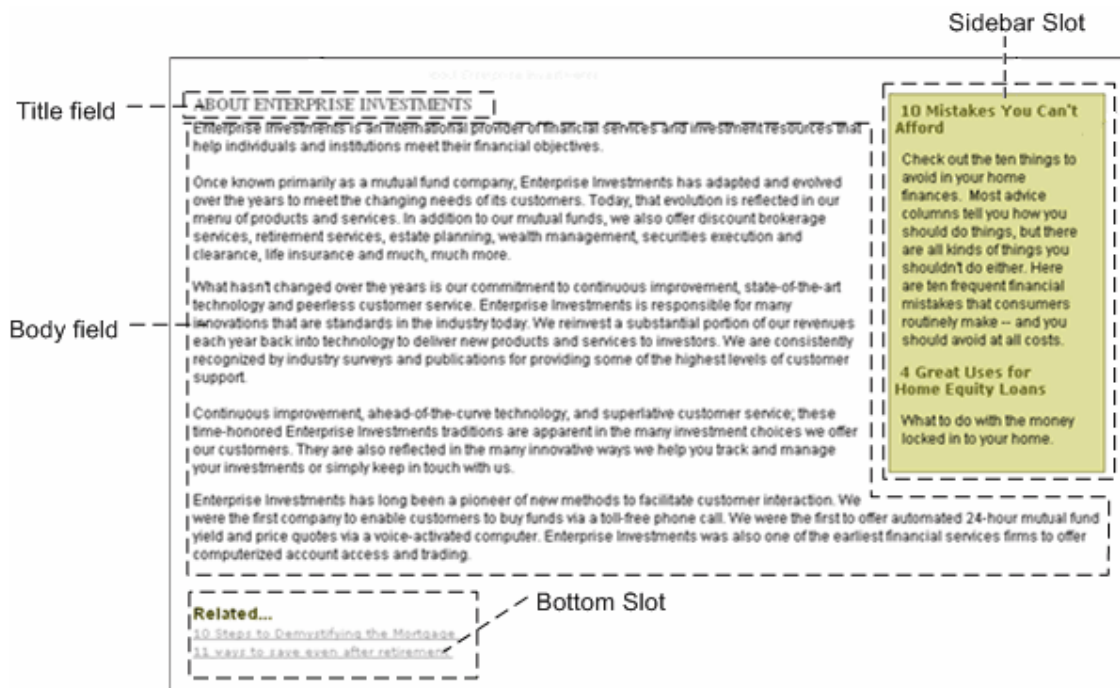 Sidebar Slot
Title field
ABOUT ENTERPRISE INVESTMENTS
Enterprise Investments is an international provider of financial services and investment resources that
help individuals and institutions meet their financial objectives.
Once known primarily as a mutual fund company, Enterprise Investments has adapted and evolved
over the years to meet the changing needs of its customers. Today, that evolution is reflected in our
menu of products and services. In addition to our mutual funds, we also offer discount brokerage
services, retirement services, estate planning, wealth management, securities execution and
clearance, life insurance and much, much more.
Body field
What hasn't changed over the years is our commitment to continuous improvement, state-of-the-art
technology and peerless customer service. Enterprise Investments is responsible for many
innovations that are standards in the industry today. We reinvest a substantial portion of our revenues
each year back into technology to deliver new products and services to investors. We are consistently
recognized by industry surveys and publications for providing some of the highest levels of customer
support.
Continuous improvement, ahead-of-the-curve technology, and superlative customer service; these
time-honored Enterprise Investments traditions are apparent in the many investment choices we offer
our customers. They are also reflected in the many innovative ways we help you track and manage
your investments or simply keep in touch with us.
Enterprise Investments has long been a pioneer of new methods to facilitate customer interaction. We
were the first company to enable customers to buy funds via a toll-free phone call. We were the first to offer automated 24-hour mutual fund
yield and price quotes via a voice-activated computer. Enterprise Investments was also one of the earliest financial services firms to offer
computerized account access and trading.
10 Mistakes You Can't
Afford
Check out the ten things to
avoid in your home
finances. Most advice
columns tell you how you
should do things, but there
are all kinds of things you
shouldn't do either. Here
are ten frequent financial
mistakes that consumers
routinely make -- and you
should avoid at all costs.
4 Great Uses for
Home Equity Loans
What to do with the money
locked in to your home.
Related...
10 Steps to Demystifying the Mortgage
11 ways to save even after retirement
Bottom Slot